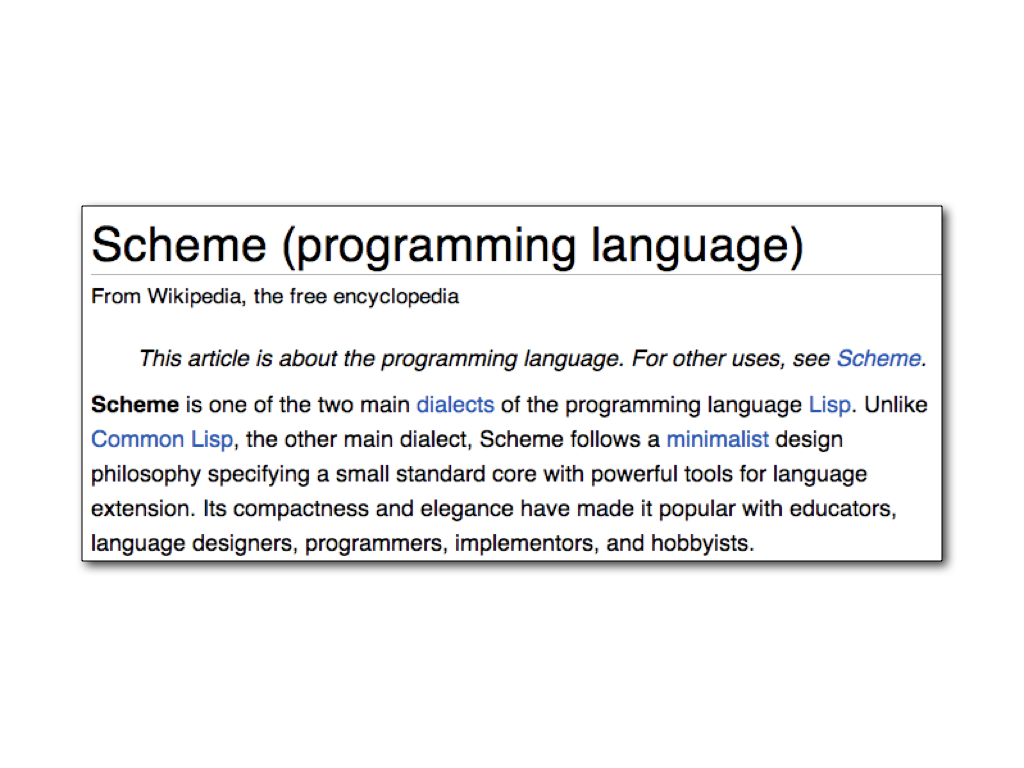 Scheme (programming language)
From Wikipedia, the free encyclopedia
This article is about the programming language. For other uses, see Scheme.
Scheme is one of the two main dialects of the programming language Lisp. Unlike
Common Lisp, the other main dialect, Scheme follows a minimalist design
philosophy specifying a small standard core with powerful tools for language
extension. Its compactness and elegance have made it popular with educators,
language designers, programmers, implementors, and hobbyists.